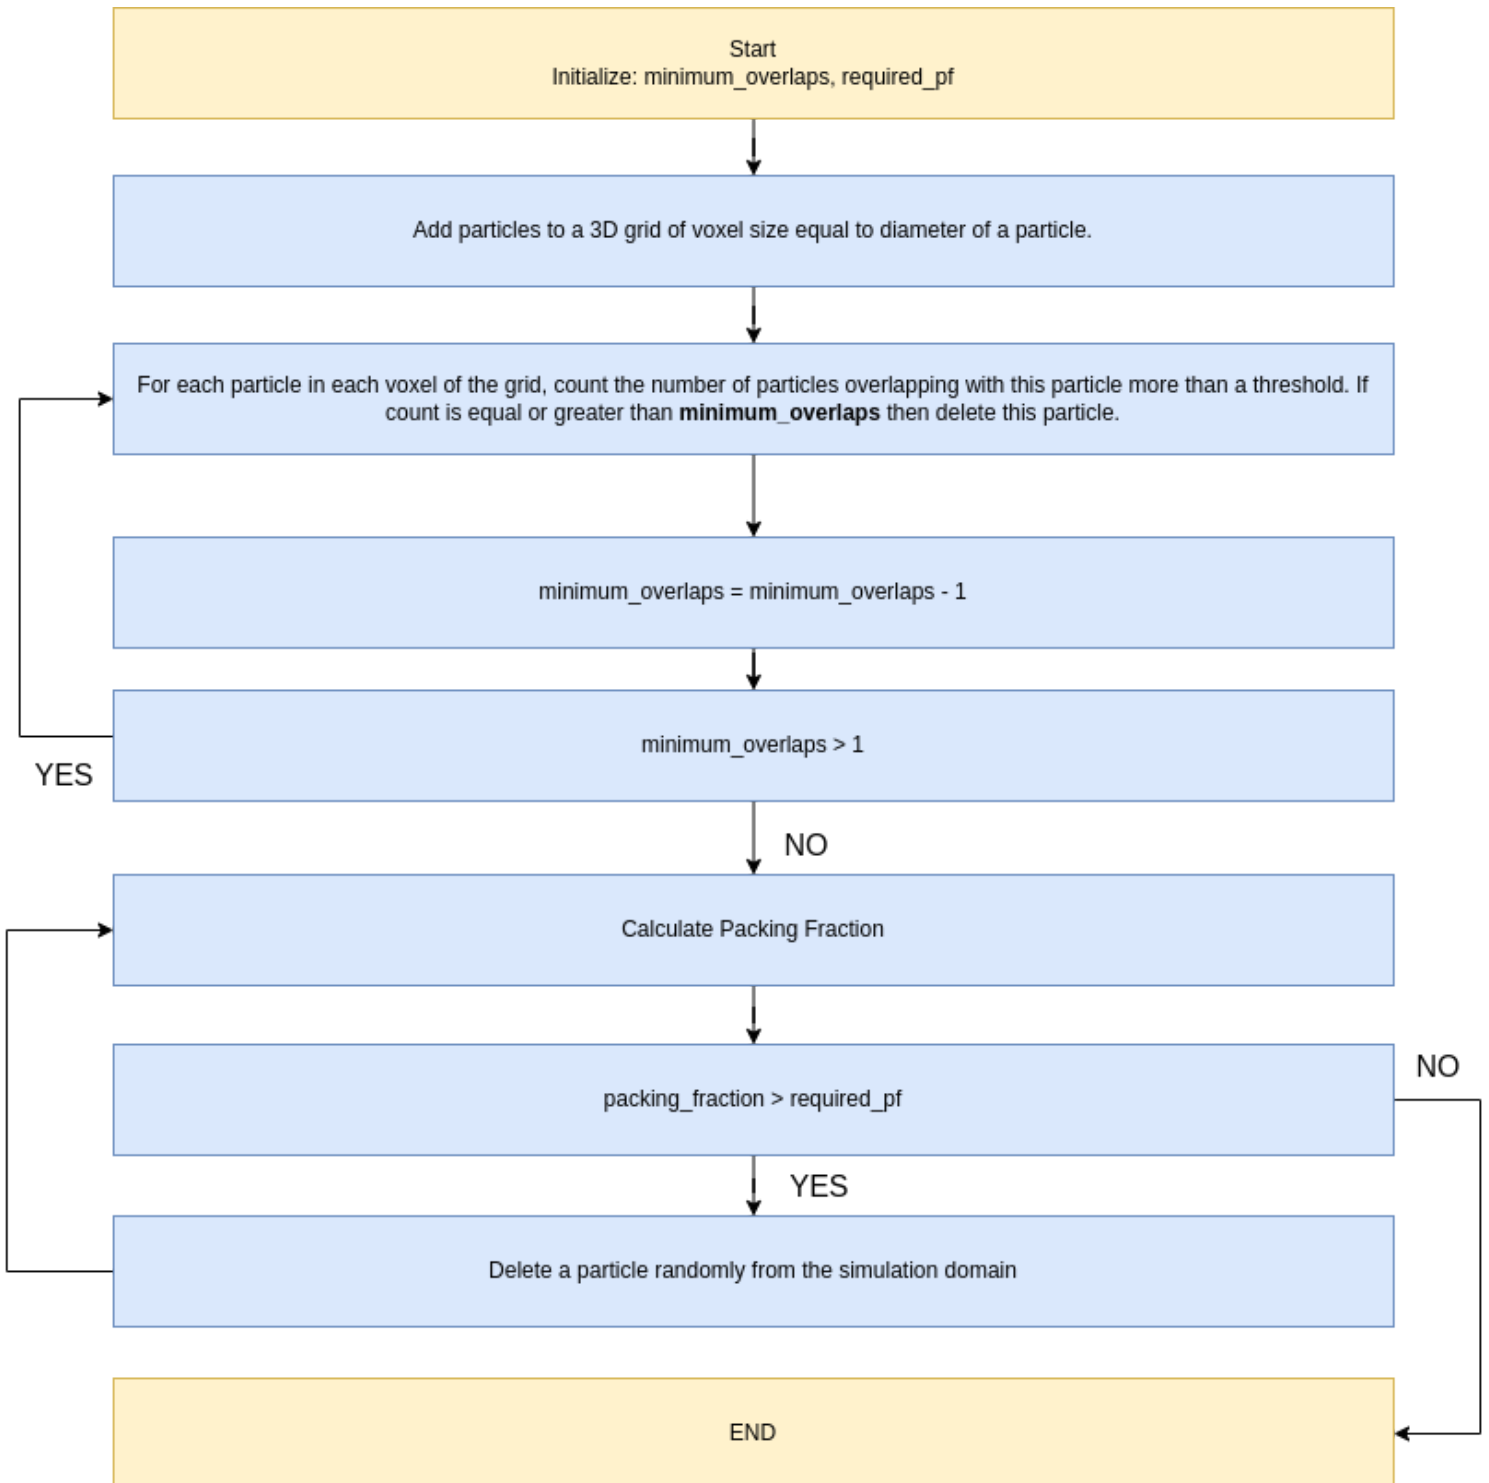 Start
Initialize: minimum_overlaps, required_pf
Add particles to a 3D grid of voxel size equal to diameter of a particle.
For each particle in each voxel of the grid, count the number of particles overlapping with this particle more than a threshold. If
count is equal or greater than minimum_overlaps then delete this particle.
minimum_overlaps = minimum_overlaps - 1
minimum_overlaps > 1
YES
NO
Calculate Packing Fraction
packing_fraction > required_pf
NO
YES
Delete a particle randomly from the simulation domain
END